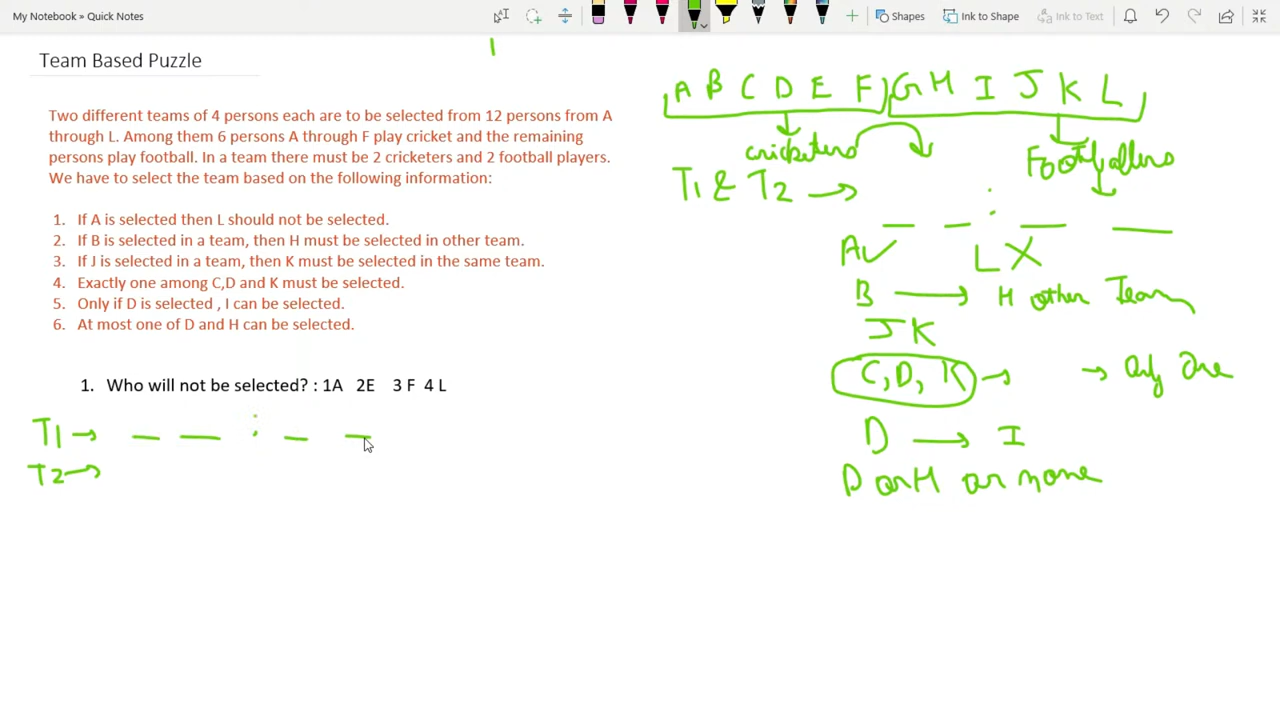 My Notebook » Quick Notes
Shapes
Ink to Shape
Ink to Text
Team Based Puzzle
Two different teams of 4 persons each are to be selected from 12 persons from A
through L. Among them 6 persons A through F play cricket and the remaining
persons play football. In a team there must be 2 cricketers and 2 football players.
We have to select the team based on the following information:
1. If A is selected then L should not be selected.
2. If B is selected in a team, then H must be selected in other team.
3. If J is selected in a team, then K must be selected in the same team.
4. Exactly one among C,D and K must be selected.
5. Only if D is selected , I can be selected.
6. At most one of D and H can be selected.
1. Who will not be selected? : 1A 2E 3 F 4 L
T1 →
T2 →
A B C D E F G H I J K L
cricketers
T1 & T2 →
A ✓ L X
B → H other Team
J K
C, D, K → → Only One
D → I
D or H or none